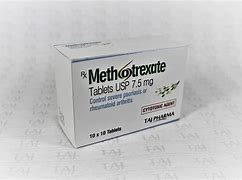 Rx Methotrexate
Tablets USP 7.5 mg
Control severe psoriasis or
rheumatoid arthritis
CYTOTOXIC AGENT
10 x 10 Tablets
TAJ PHARMA